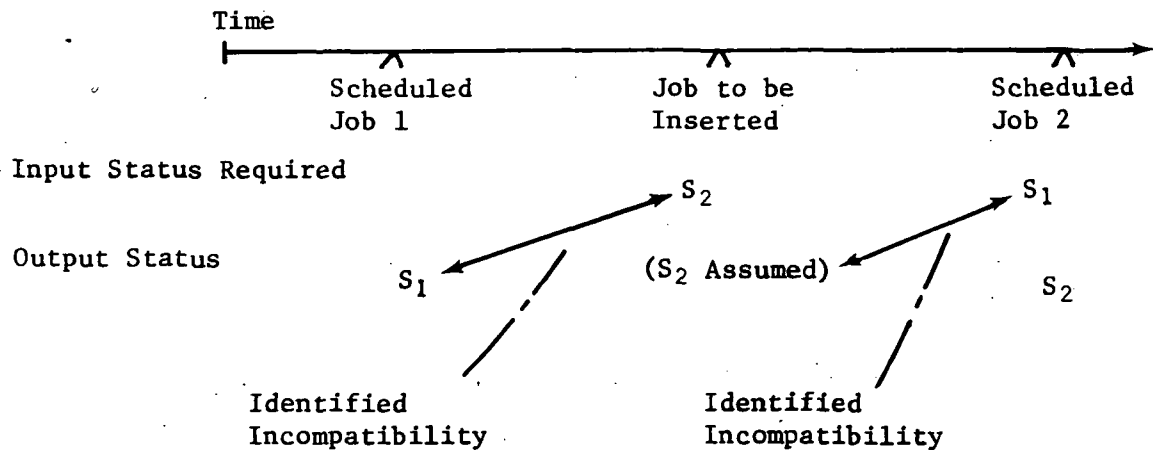 Time
Scheduled Job 1
Job to be Inserted
Scheduled Job 2
Input Status Required
S2
S1
Output Status
S1
(S2 Assumed)
S2
Identified Incompatibility
Identified Incompatibility